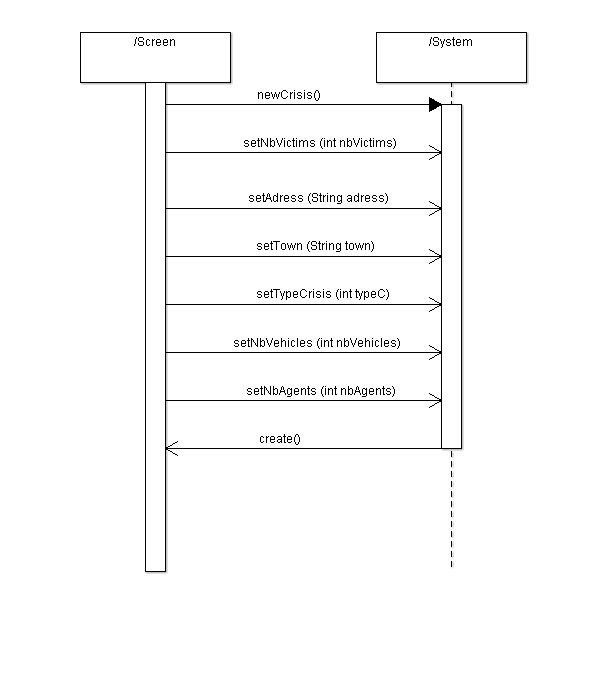 /Screen
/System
newCrisis()
setNbVictims (int nbVictims)
setAdress (String adress)
setTown (String town)
setTypeCrisis (int typeC)
setNbVehicles (int nbVehicles)
setNbAgents (int nbAgents)
create()